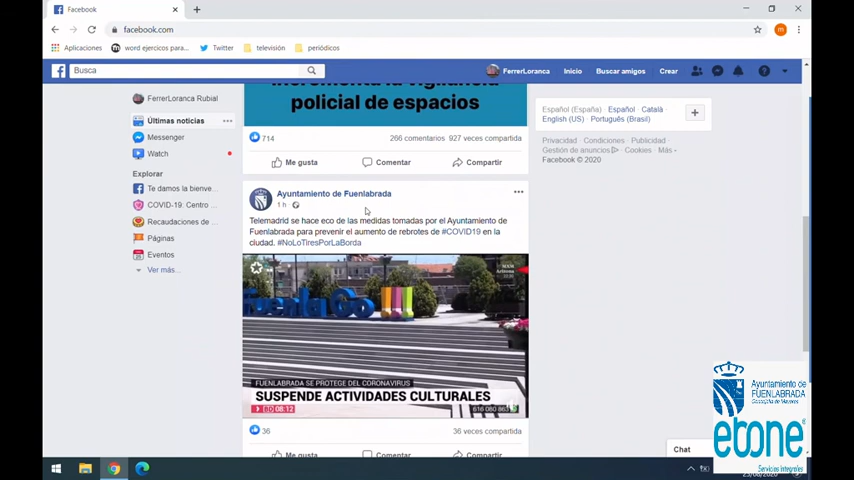 Facebook
facebook.com
Aplicaciones
word ejercicos para...
Twitter
televisión
periódicos
Busca
FerrerLoranca
Inicio
Buscar amigos
Crear
FerrerLoranca Rubial
Últimas noticias
Messenger
Watch
Explorar
Te damos la bienve...
COVID-19: Centro ...
Recaudaciones de ...
Páginas
Eventos
Ver más...
policial de espacios
714
266 comentarios 927 veces compartida
Me gusta
Comentar
Compartir
Ayuntamiento de Fuenlabrada
1 h
Telemadrid se hace eco de las medidas tomadas por el Ayuntamiento de
Fuenlabrada para prevenir el aumento de rebrotes de #COVID19 en la
ciudad. #NoLoTiresPorLaBorda
FUENLABRADA SE PROTEGE DEL CORONAVIRUS
SUSPENDE ACTIVIDADES CULTURALES
08:12
36
36 veces compartida
Me gusta
Comentar
Compartir
Español (España) · Español · Català ·
English (US) · Português (Brasil)
Privacidad · Condiciones · Publicidad ·
Gestión de anuncios · Cookies · Más
Facebook © 2020
Chat
Ayuntamiento de
FUENLABRADA
Concejalía de Mayores
ebone
Servicios Integrales